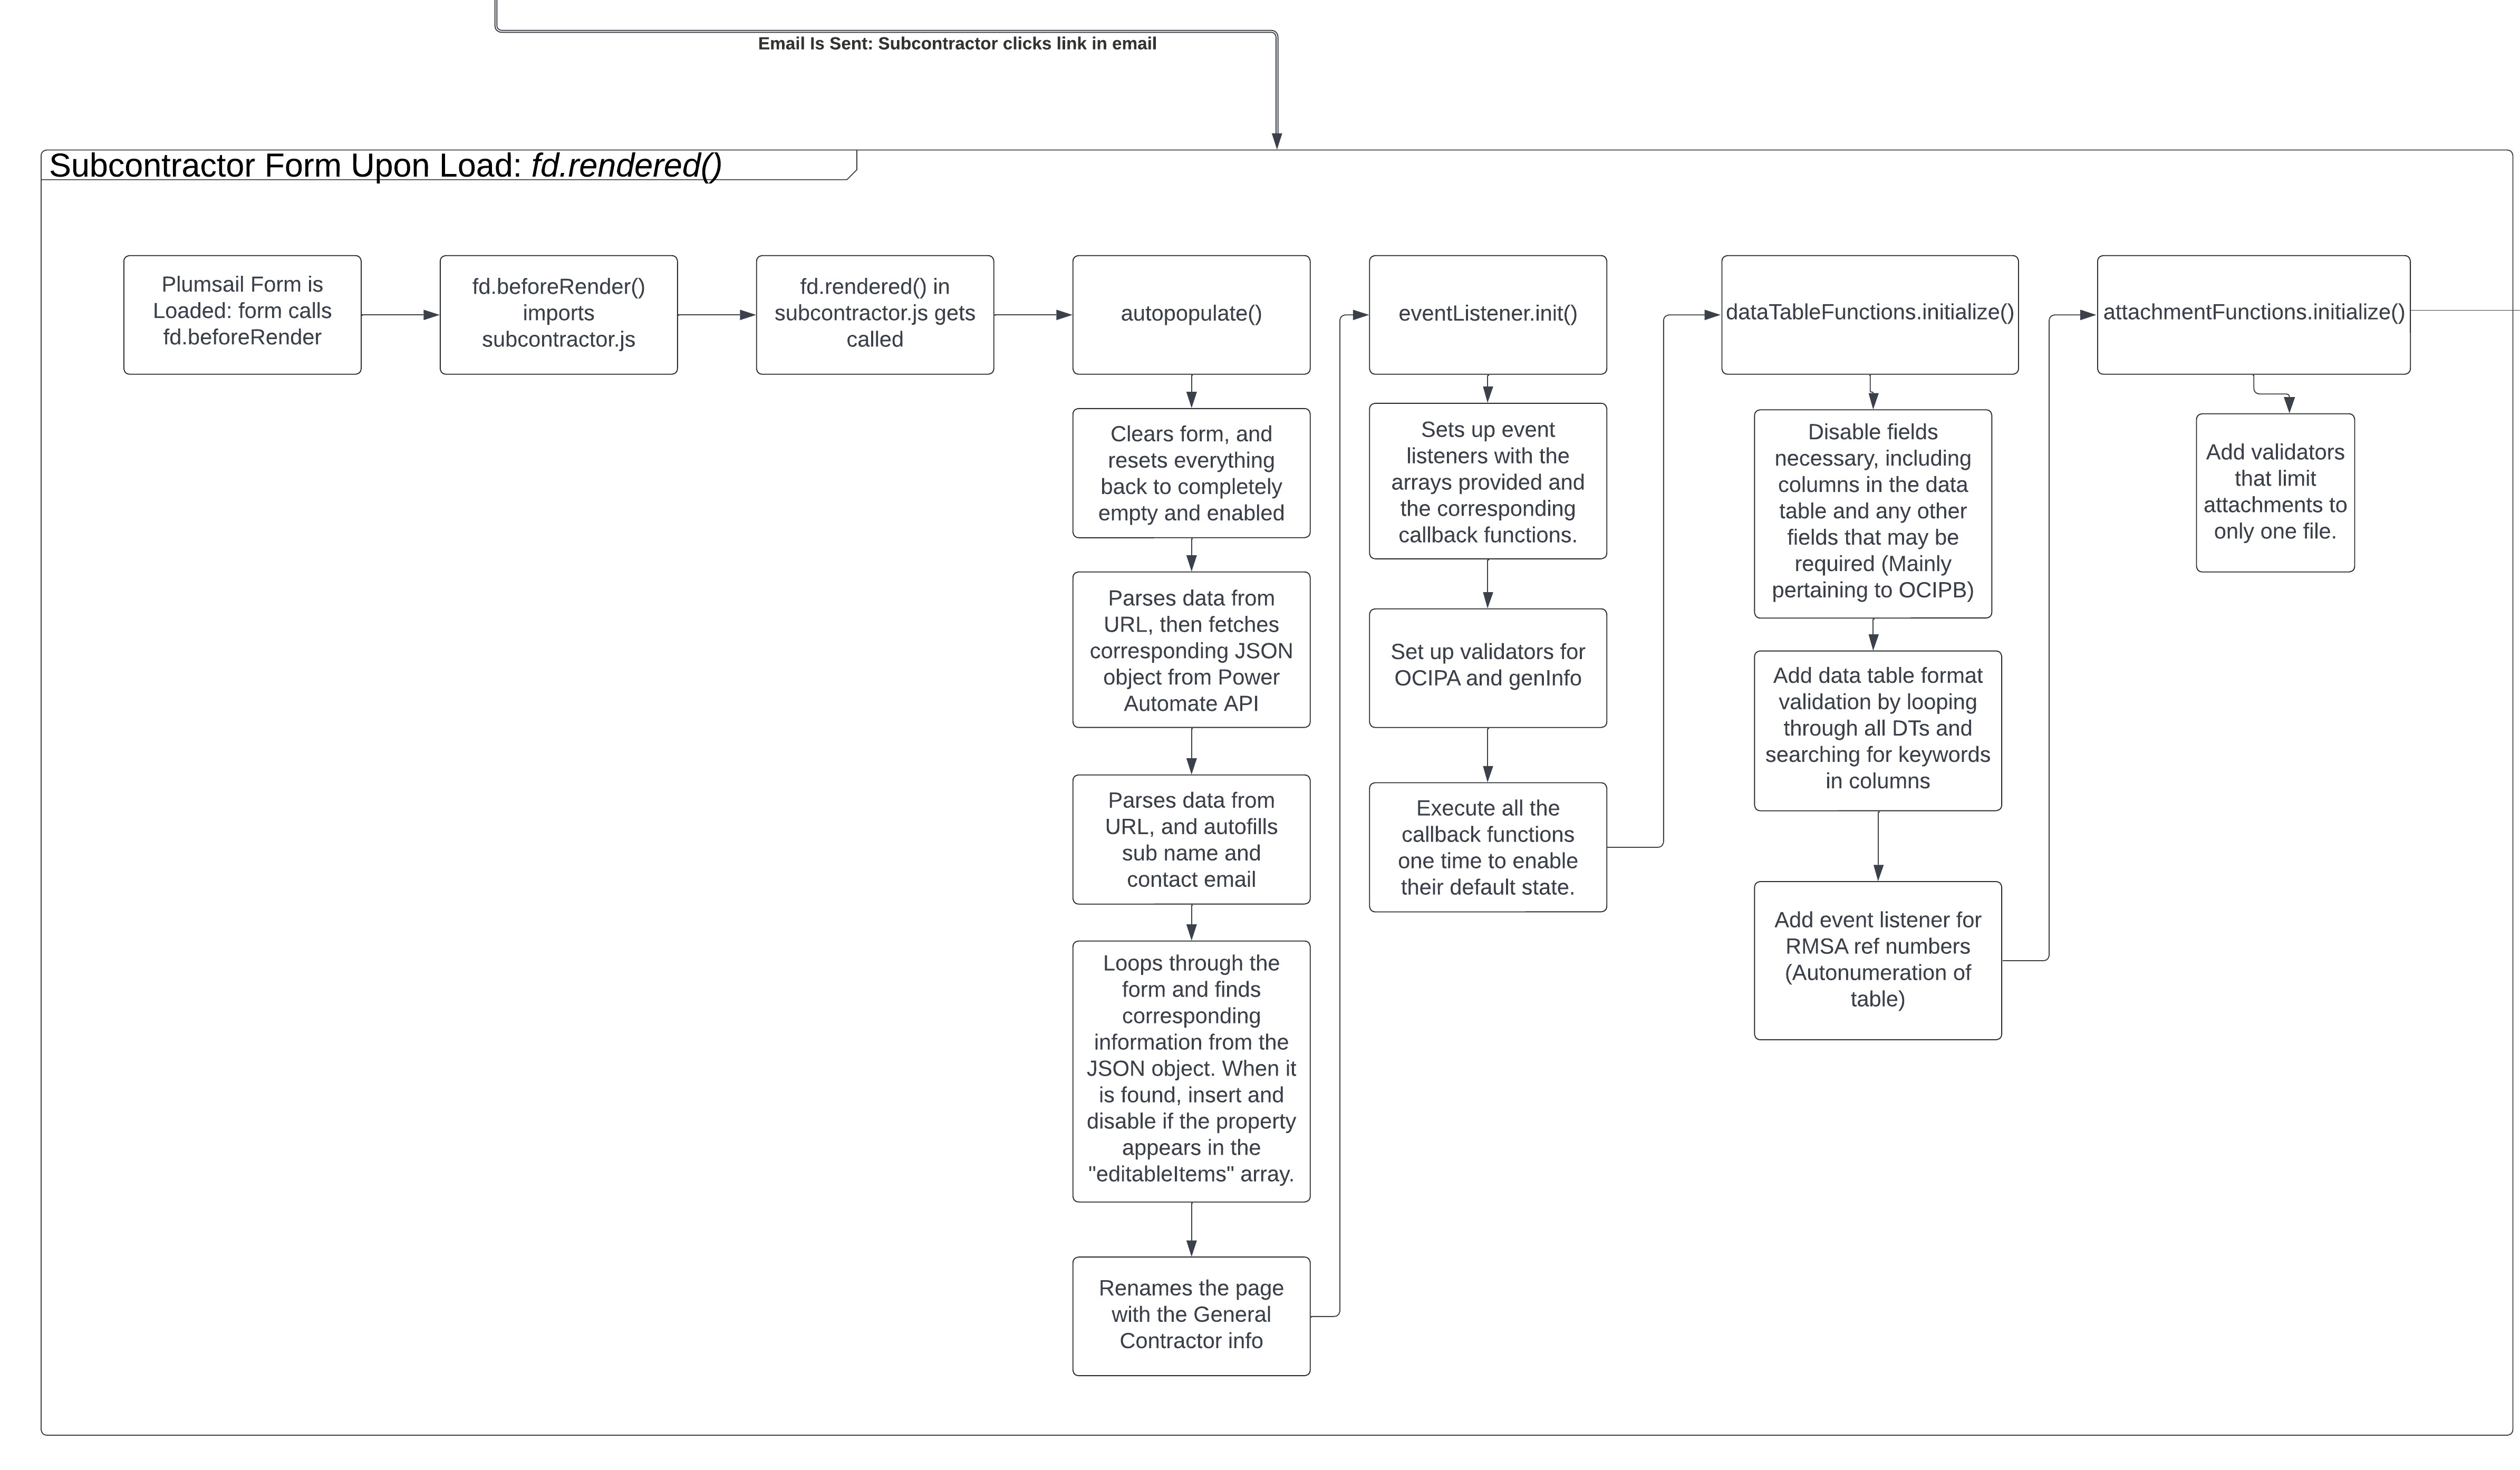 Email Is Sent: Subcontractor clicks link in email
Subcontractor Form Upon Load: fd.rendered()
Plumsail Form is
Loaded: form calls
fd.beforeRender
fd.beforeRender()
imports
subcontractor.js
fd.rendered() in
subcontractor.js gets
called
autopopulate()
Clears form, and
resets everything
back to completely
empty and enabled
Parses data from
URL, then fetches
corresponding JSON
object from Power
Automate API
Parses data from
URL, and autofills
sub name and
contact email
Loops through the
form and finds
corresponding
information from the
JSON object. When it
is found, insert and
disable if the property
appears in the
"editableItems" array.
Renames the page
with the General
Contractor info
eventListener.init()
Sets up event
listeners with the
arrays provided and
the corresponding
callback functions.
Set up validators for
OCIPA and genInfo
Execute all the
callback functions
one time to enable
their default state.
dataTableFunctions.initialize()
Disable fields
necessary, including
columns in the data
table and any other
fields that may be
required (Mainly
pertaining to OCIPB)
Add data table format
validation by looping
through all DTs and
searching for keywords
in columns
Add event listener for
RMSA ref numbers
(Autonumeration of
table)
attachmentFunctions.initialize()
Add validators
that limit
attachments to
only one file.